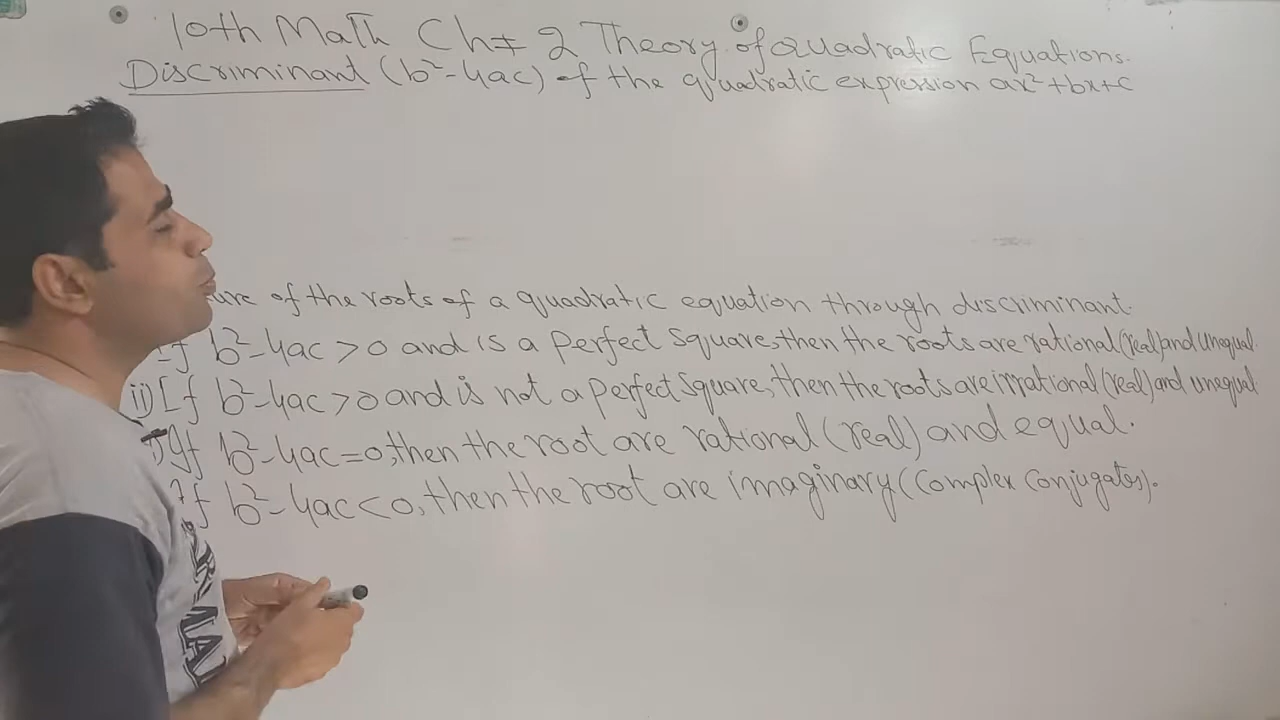 10th Math Ch# 2 Theory of Quadratic Equations.
Discriminant (b²-4ac) of the quadratic expression ax²+bx+c
ure of the roots of a quadratic equation through discriminant.
If b²-4ac>0 and is a Perfect Square, then the roots are rational (real) and Unequal.
ii) If b²-4ac>0 and is not a perfect Square, then the roots are irrational (real) and unequal
If b²-4ac=0, then the root are rational (real) and equal.
If b²-4ac<0, then the root are imaginary (Complex Conjugates).